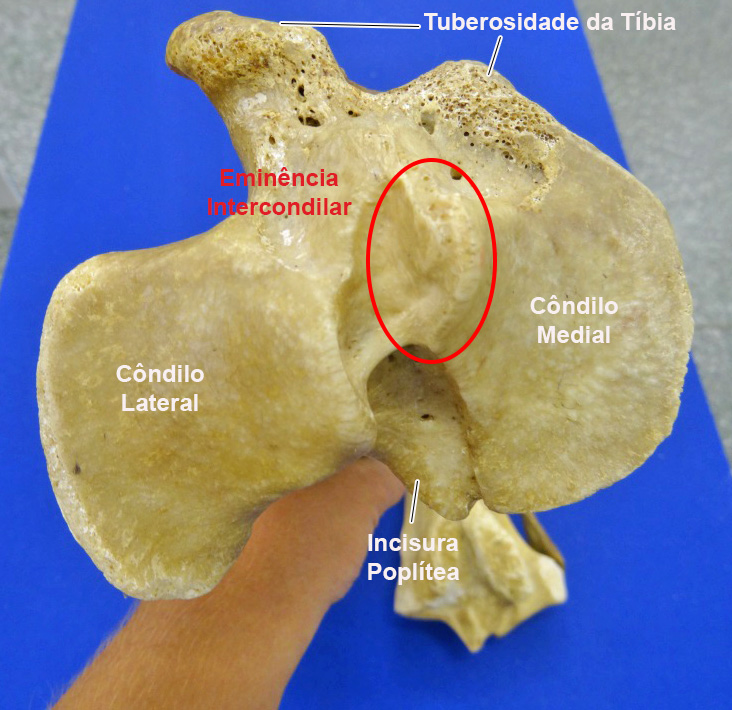 Tuberosidade da Tíbia
Eminência
Intercondilar
Côndilo
Medial
Côndilo
Lateral
Incisura
Poplítea